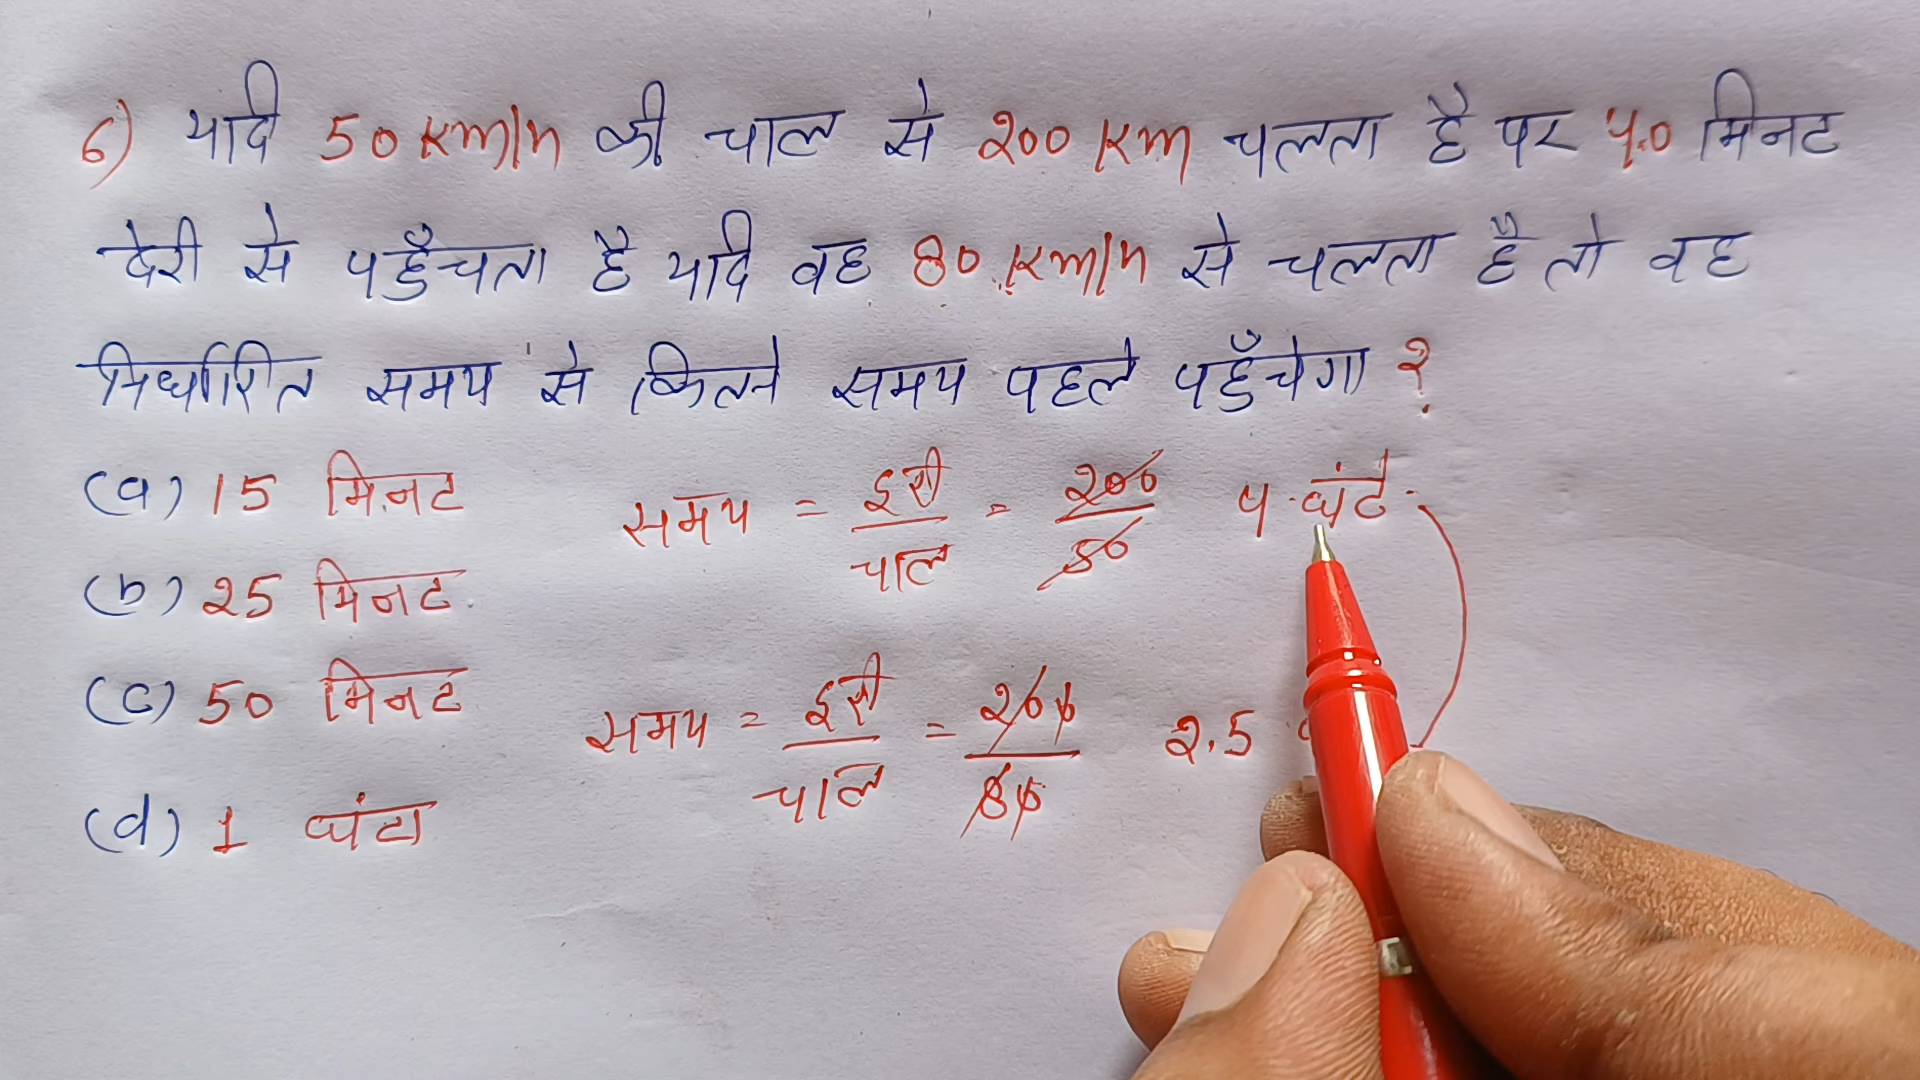 6) यदि 50 km/h की चाल से 200 km चलता है पर 40 मिनट
देरी से पहुँचता है यदि वह 80 km/h से चलता है तो वह
निर्धारित समय से कितने समय पहले पहुँचेगा ?
(a) 15 मिनट
समय = दूरी/चाल = 200/50 4 घंटे
(b) 25 मिनट
(c) 50 मिनट
समय = दूरी/चाल = 200/80 2.5
(d) 1 घंटा